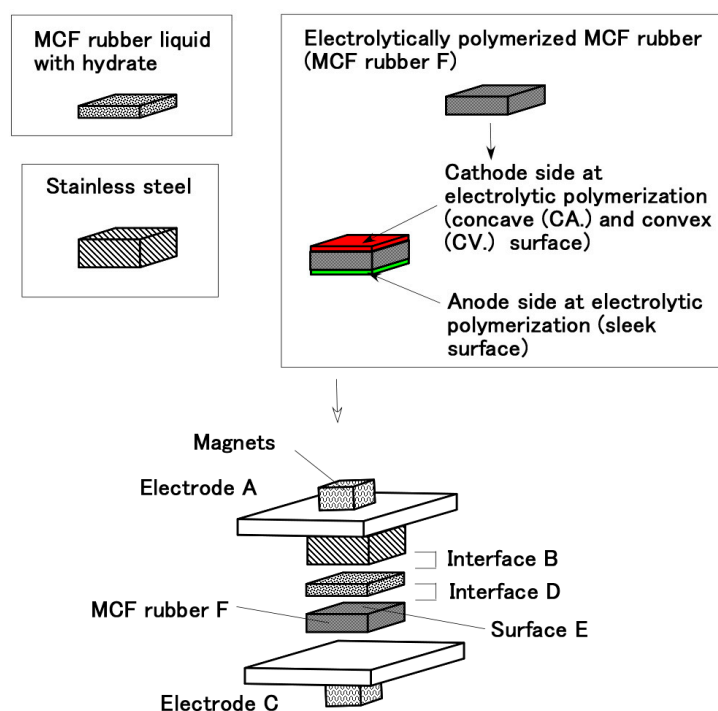 MCF rubber liquid
with hydrate
Stainless steel
Electrolytically polymerized MCF rubber
(MCF rubber F)
Cathode side at
electrolytic polymerization
(concave (CA.) and convex
(CV.) surface)
Anode side at electrolytic
polymerization (sleek
surface)
Magnets
Electrode A
Interface B
Interface D
MCF rubber F
Surface E
Electrode C